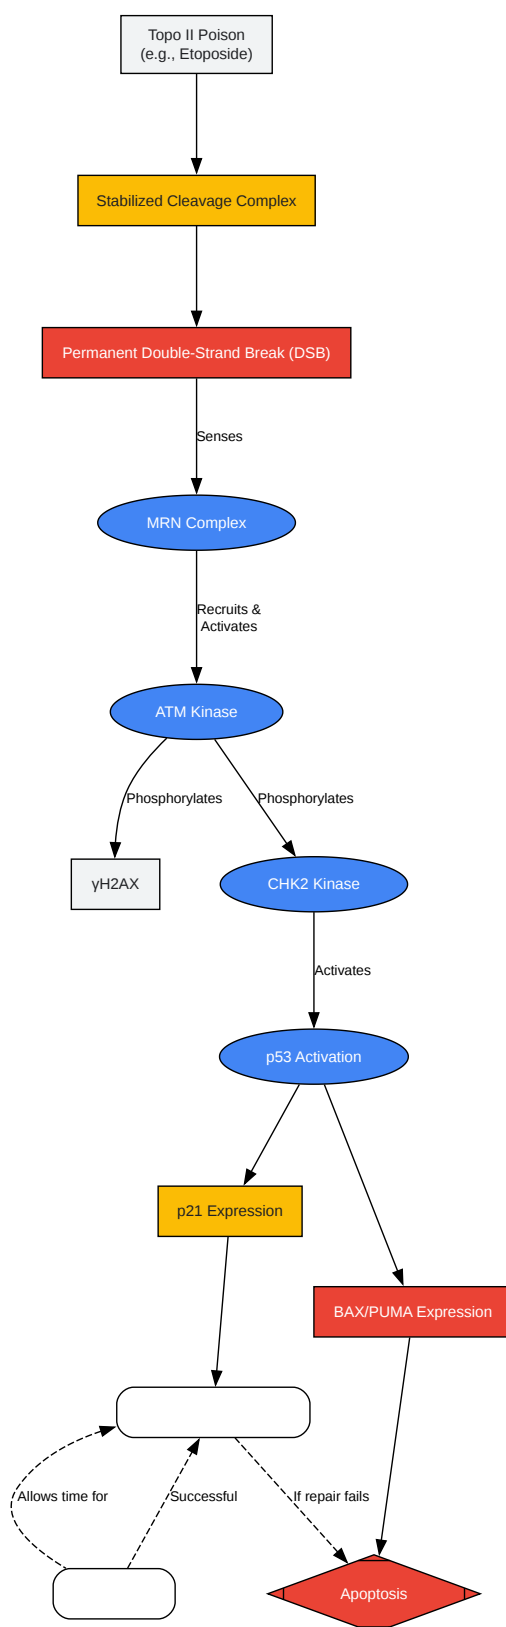 Topo II Poison
(e.g., Etoposide)
Stabilized Cleavage Complex
Permanent Double-Strand Break (DSB)
Senses
MRN Complex
Recruits &
Activates
ATM Kinase
Phosphorylates
Phosphorylates
γH2AX
CHK2 Kinase
Activates
p53 Activation
p21 Expression
BAX/PUMA Expression
Allows time for
Successful
If repair fails
Apoptosis